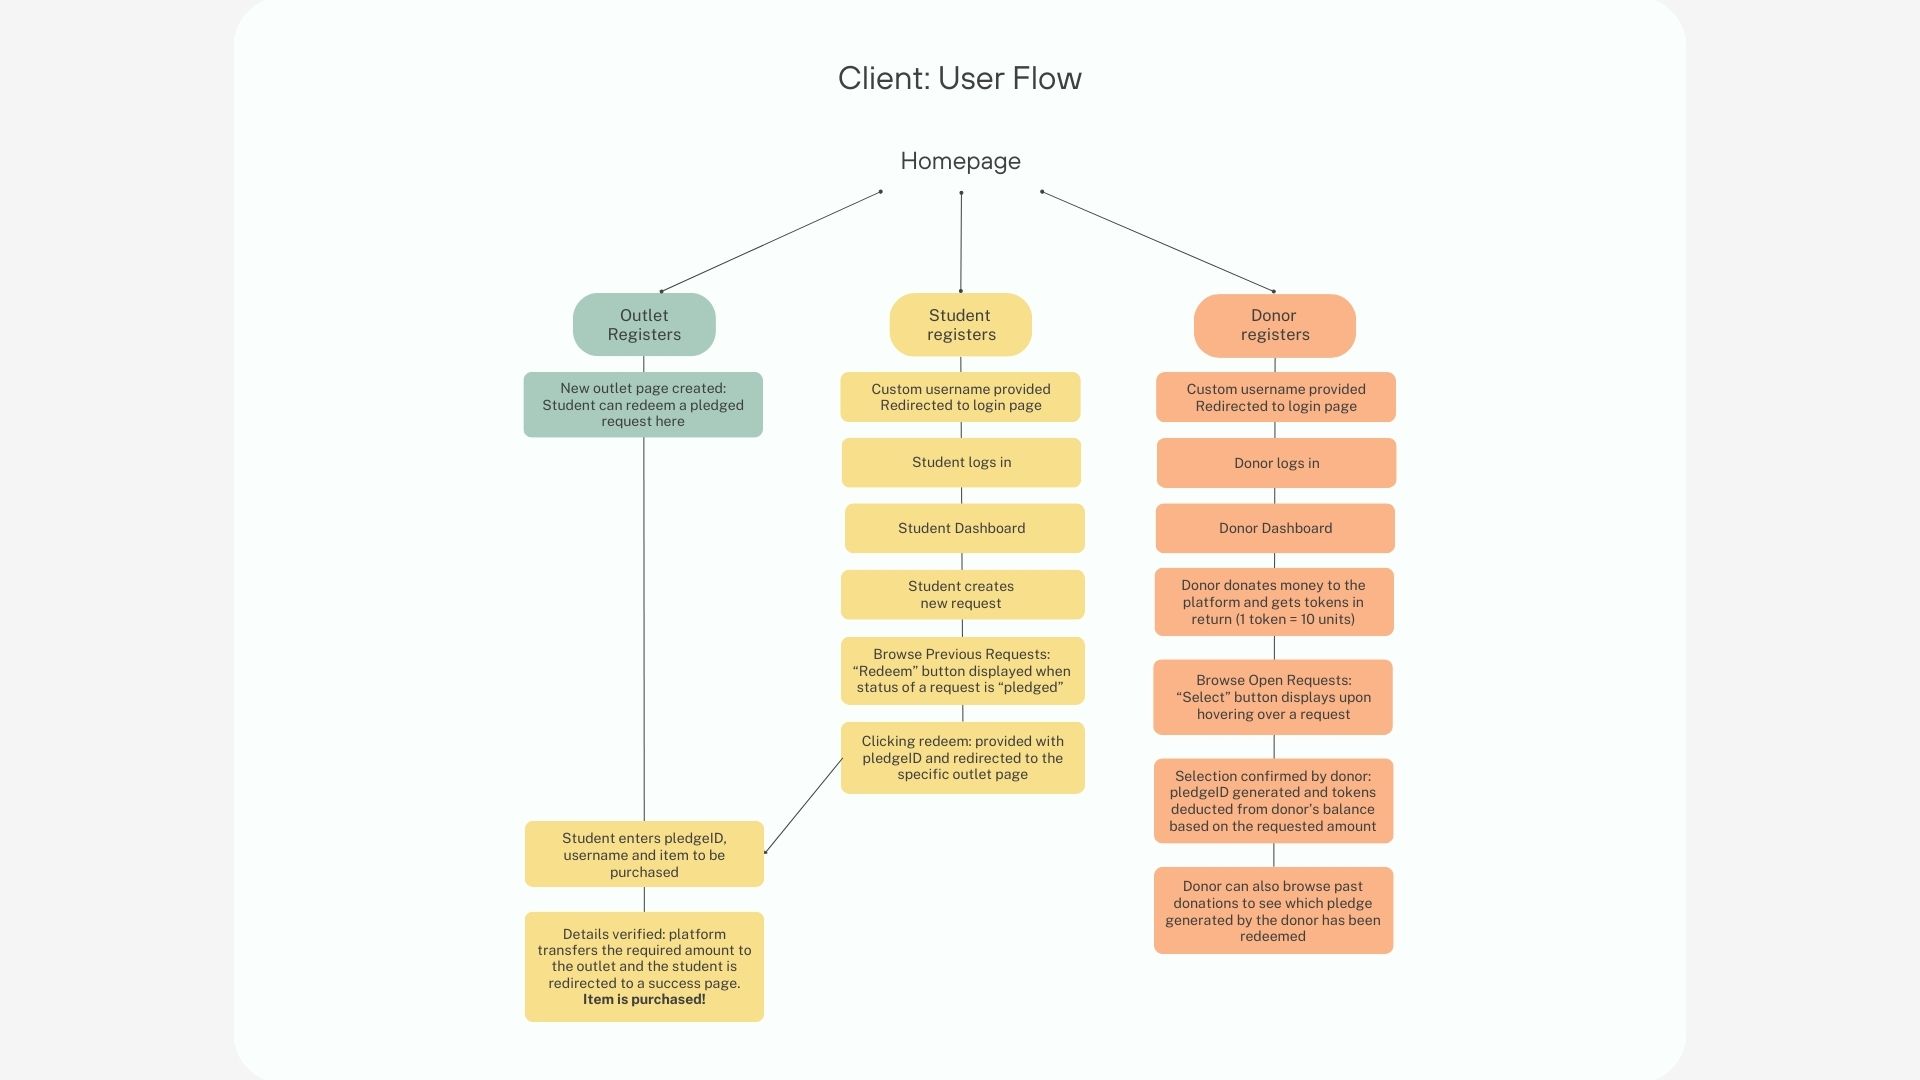 Client: User Flow
Homepage
Outlet
Registers
New outlet page created:
Student can redeem a pledged
request here
Student
registers
Custom username provided
Redirected to login page
Student logs in
Student Dashboard
Student creates
new request
Browse Previous Requests:
“Redeem” button displayed when
status of a request is “pledged”
Clicking redeem: provided with
pledgeID and redirected to the
specific outlet page
Student enters pledgeID,
username and item to be
purchased
Details verified: platform
transfers the required amount to
the outlet and the student is
redirected to a success page.
Item is purchased!
Donor
registers
Custom username provided
Redirected to login page
Donor logs in
Donor Dashboard
Donor donates money to the
platform and gets tokens in
return (1 token = 10 units)
Browse Open Requests:
“Select” button displays upon
hovering over a request
Selection confirmed by donor:
pledgeID generated and tokens
deducted from donor's balance
based on the requested amount
Donor can also browse past
donations to see which pledge
generated by the donor has been
redeemed